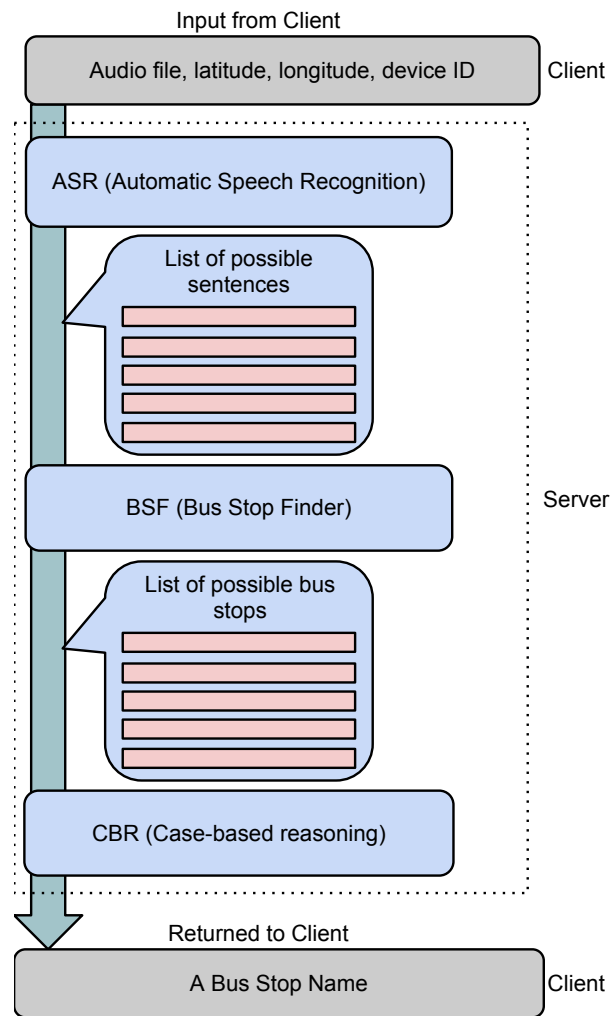 Input from Client
Audio file, latitude, longitude, device ID
Client
ASR (Automatic Speech Recognition)
List of possible
sentences
BSF (Bus Stop Finder)
Server
List of possible bus
stops
CBR (Case-based reasoning)
Returned to Client
A Bus Stop Name
Client